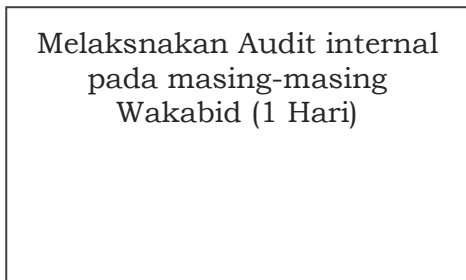 Melaksnakan Audit internal
pada masing-masing
Wakabid (1 Hari)